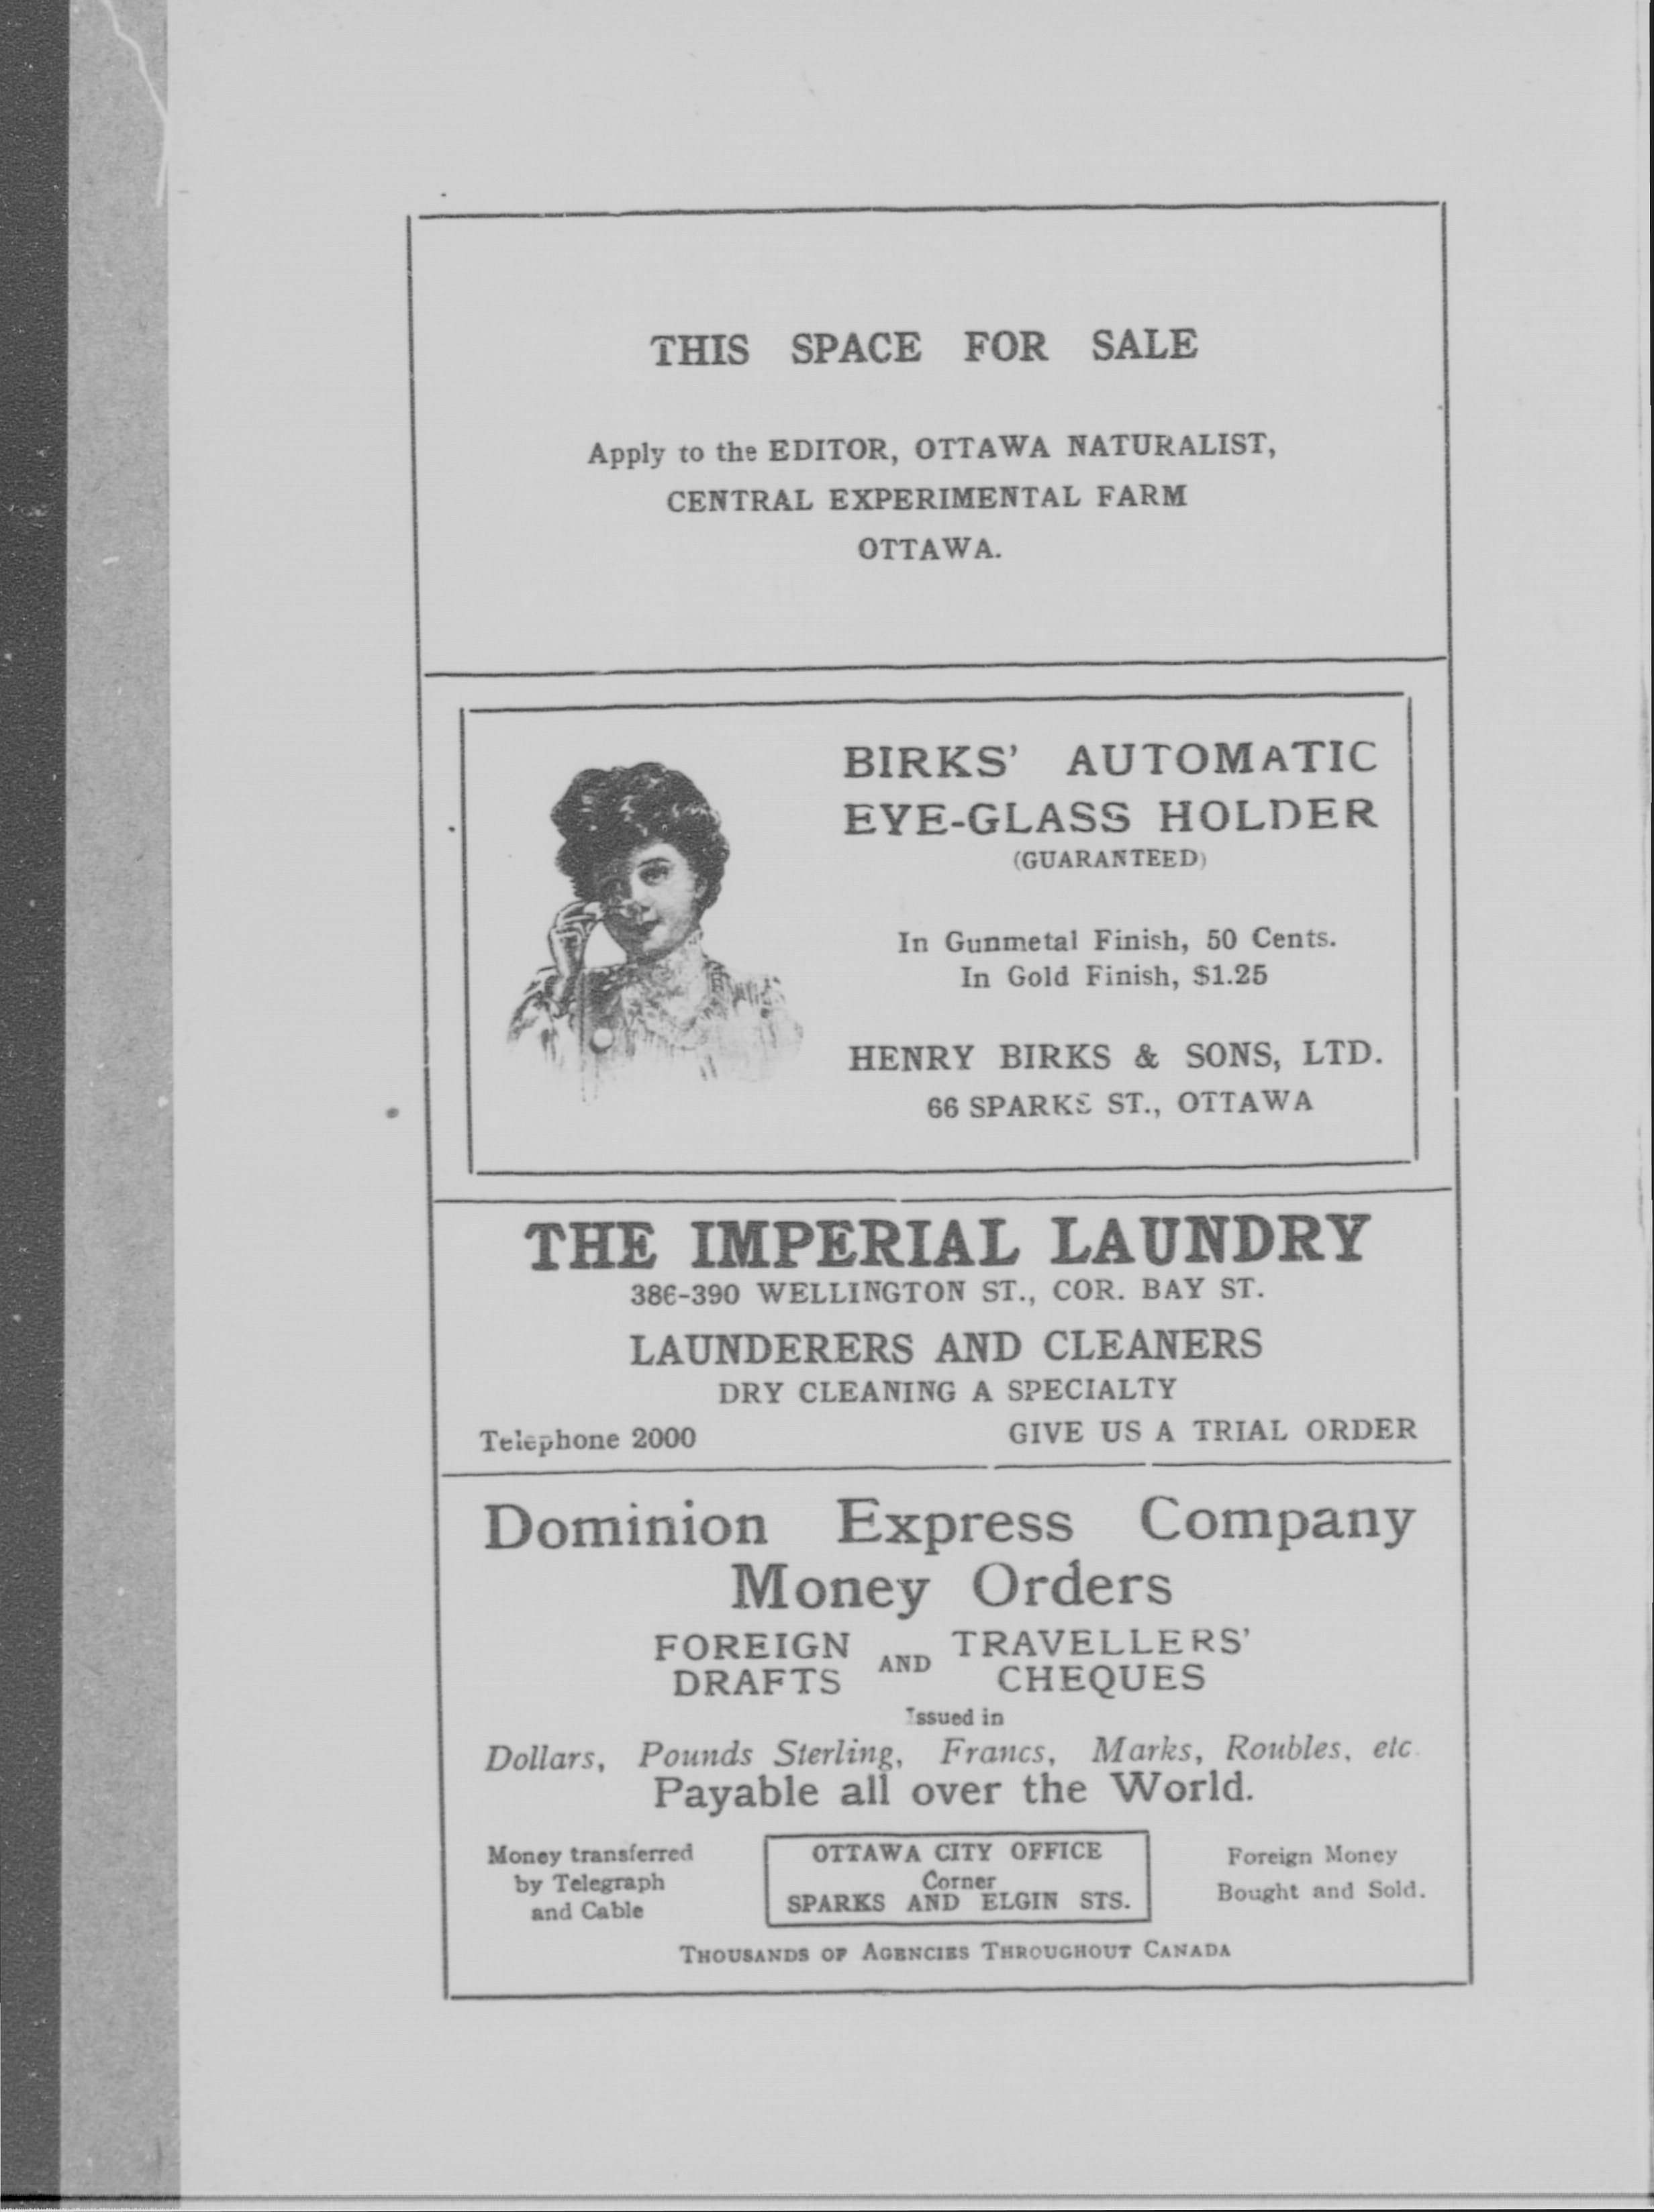 THIS SPACE FOR SALE
Apply to the EDITOR, OTTAWA NATURALIST,
CENTRAL EXPERIMENTAL FARM
OTTAWA.
BIRKS' AUTOMATIC
EYE-GLASS HOLDER
(GUARANTEED)
In Gunmetal Finish, 50 Cents.
In Gold Finish, $1.25
HENRY BIRKS & SONS, LTD.
66 SPARKS ST., OTTAWA
THE IMPERIAL LAUNDRY
386-390 WELLINGTON ST., COR. BAY ST.
LAUNDERERS AND CLEANERS
DRY CLEANING A SPECIALTY
Telephone 2000 GIVE US A TRIAL ORDER
Dominion Express Company
Money Orders
FOREIGN DRAFTS AND TRAVELLERS' CHEQUES
Issued in
Dollars, Pounds Sterling, Francs, Marks, Roubles, etc.
Payable all over the World.
Money transferred
by Telegraph
and Cable
OTTAWA CITY OFFICE
Corner
SPARKS AND ELGIN STS.
Foreign Money
Bought and Sold.
THOUSANDS OF AGENCIES THROUGHOUT CANADA